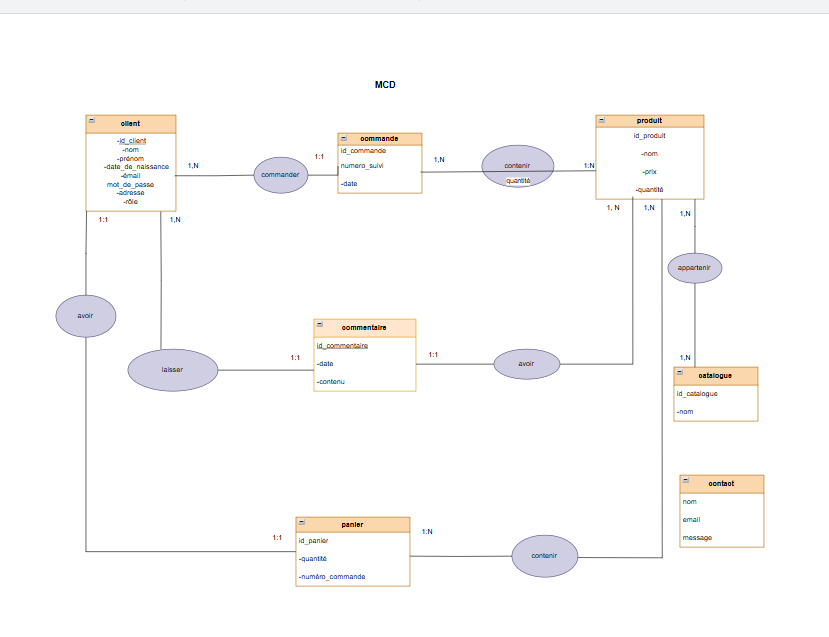 MCD
client
-id_client
-nom
-prénom
-date_de_naissance
-émail
mot_de_passe
-adresse
-rôle
1,N
commander
1:1
commande
id_commande
numero_suivi
-date
1,N
contenir
quantité
1:N
produit
id_produit
-nom
-prix
-quantité
1:1
1,N
1, N
1,N
1,N
appartenir
avoir
laisser
1:1
commentaire
id_commentaire
-date
-contenu
1:1
avoir
1,N
catalogue
id_catalogue
-nom
contact
nom
email
message
1:1
panier
id_panier
-quantité
-numéro_commande
1:N
contenir